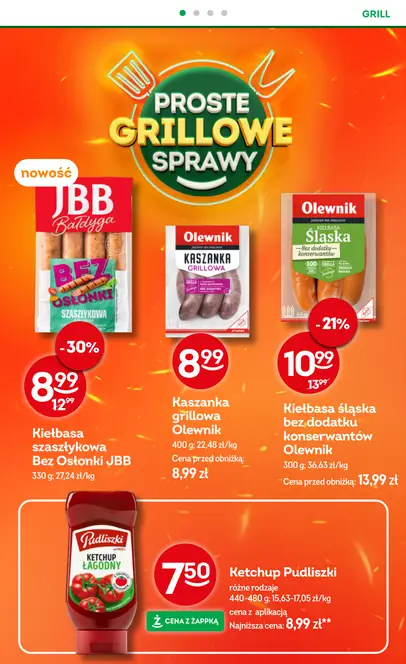 GRILL
PROSTE
GRILLOWE
SPRAWY
nowość
JBB
Bałdyga
BEZ
OSŁONKI
SZASZŁYKOWA
-30%
8 99
12 99
Kiełbasa
szaszłykowa
Bez Osłonki JBB
330 g; 27,24 zł/kg
Olewnik
KASZANKA
GRILLOWA
8 99
Kaszanka
grillowa
Olewnik
400 g; 22,48 zł/kg
Cena przed obniżką:
8,99 zł
Olewnik
KIEŁBASA
Śląska
Bez dodatku
konserwantów
-21%
10 99
13 99
Kiełbasa śląska
bez dodatku
konserwantów
Olewnik
300 g; 36,63 zł/kg
Cena przed obniżką: 13,99 zł
Pudliszki
KETCHUP
ŁAGODNY
7 50
CENA Z ŻAPPKĄ
Ketchup Pudliszki
różne rodzaje
440-480 g; 15,63-17,05 zł/kg
cena z aplikacją
Najniższa cena: 8,99 zł**